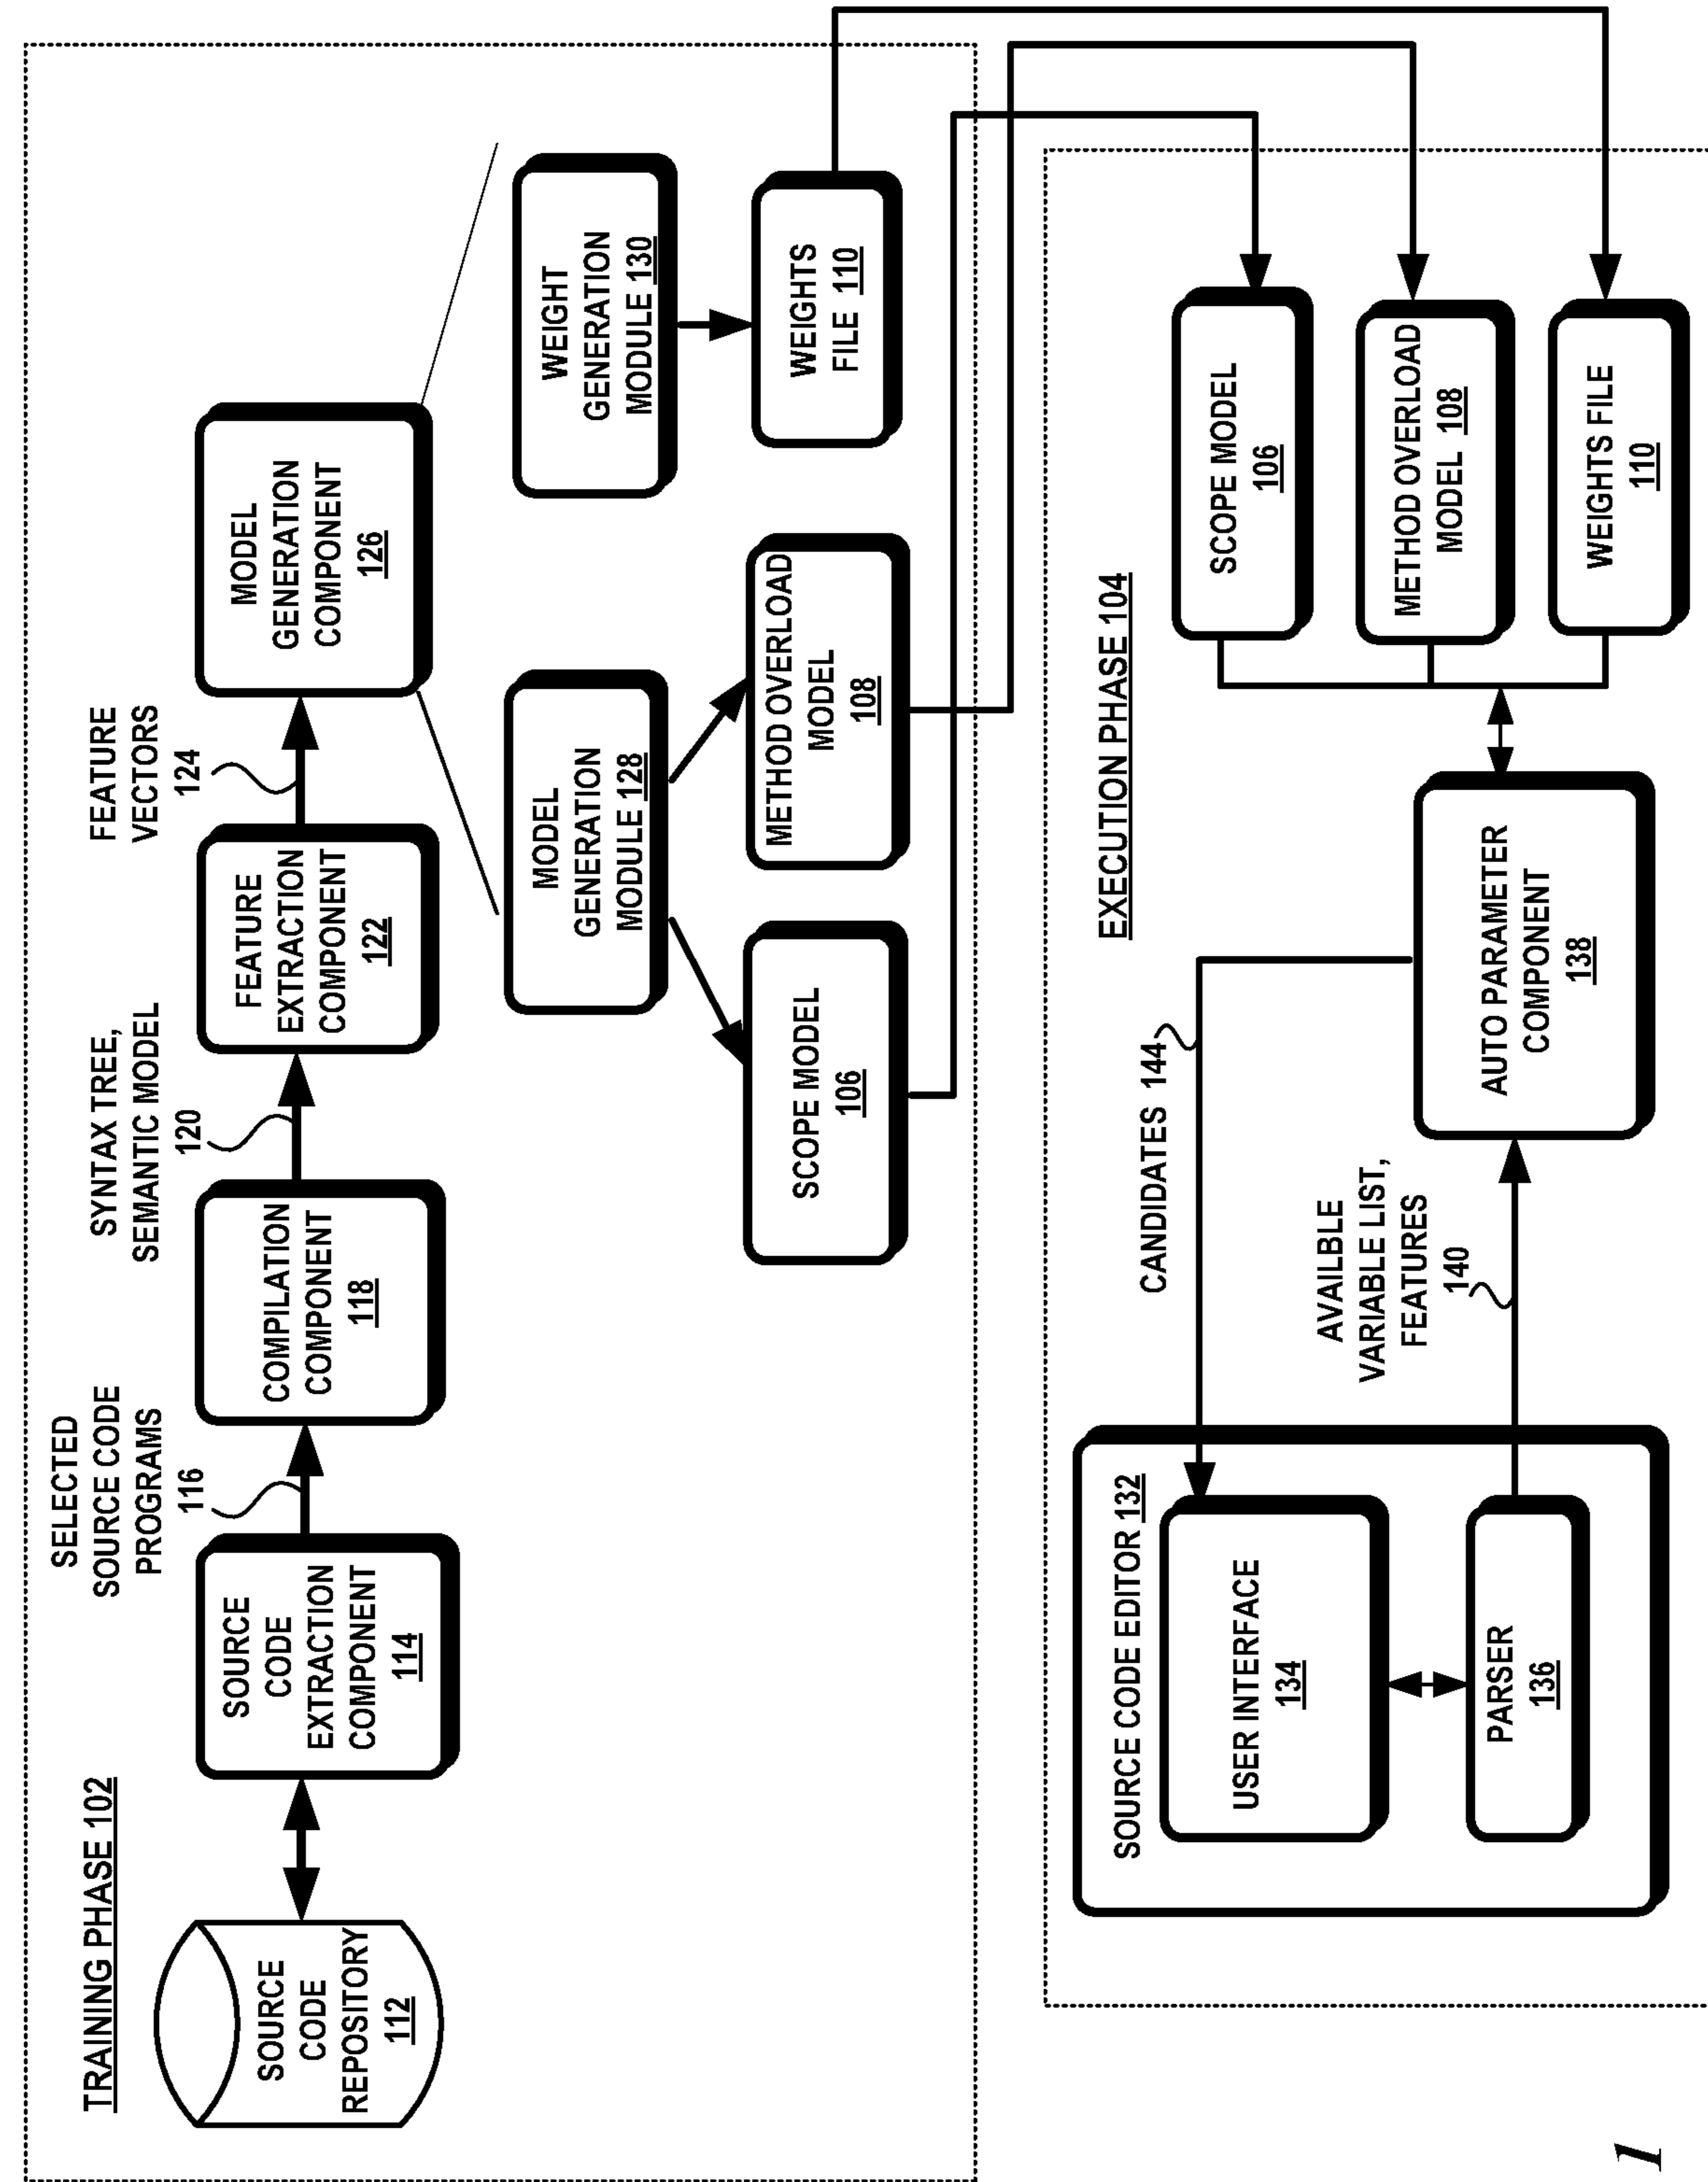 TRAINING PHASE 102
SOURCE
CODE
REPOSITORY
112
SOURCE
CODE
EXTRACTION
COMPONENT
114
SELECTED
SOURCE CODE
PROGRAMS
116
COMPILATION
COMPONENT
118
SYNTAX TREE,
SEMANTIC MODEL
120
FEATURE
EXTRACTION
COMPONENT
122
FEATURE
VECTORS
124
MODEL
GENERATION
COMPONENT
126
MODEL
GENERATION
MODULE 128
WEIGHT
GENERATION
MODULE 130
SCOPE MODEL
106
METHOD OVERLOAD
MODEL
108
WEIGHTS
FILE 110
EXECUTION PHASE 104
SOURCE CODE EDITOR 132
USER INTERFACE
134
PARSER
136
CANDIDATES 144
AVAILBLE
VARIABLE LIST,
FEATURES
140
AUTO PARAMETER
COMPONENT
138
SCOPE MODEL
106
METHOD OVERLOAD
MODEL 108
WEIGHTS FILE
110
1